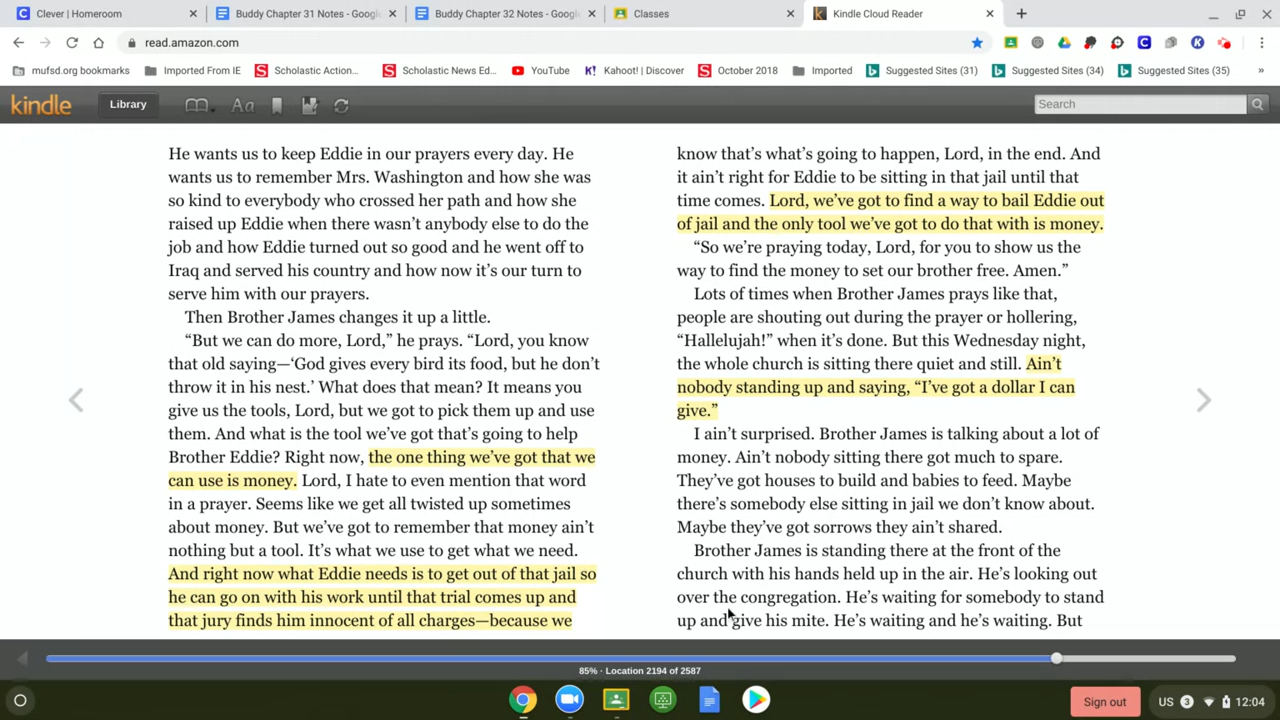 Clever | Homeroom
Buddy Chapter 31 Notes - Googl
Buddy Chapter 32 Notes - Googl
Classes
Kindle Cloud Reader
read.amazon.com
mufsd.org bookmarks
Imported From IE
Scholastic Action...
Scholastic News Ed...
YouTube
Kahoot! | Discover
October 2018
Imported
Suggested Sites (31)
Suggested Sites (34)
Suggested Sites (35)
»
kindle
Library
Aa
Search
He wants us to keep Eddie in our prayers every day. He
wants us to remember Mrs. Washington and how she was
so kind to everybody who crossed her path and how she
raised up Eddie when there wasn’t anybody else to do the
job and how Eddie turned out so good and he went off to
Iraq and served his country and how now it’s our turn to
serve him with our prayers.
Then Brother James changes it up a little.
“But we can do more, Lord,” he prays. “Lord, you know
that old saying—‘God gives every bird its food, but he don’t
throw it in his nest.’ What does that mean? It means you
give us the tools, Lord, but we got to pick them up and use
them. And what is the tool we’ve got that’s going to help
Brother Eddie? Right now, the one thing we’ve got that we
can use is money. Lord, I hate to even mention that word
in a prayer. Seems like we get all twisted up sometimes
about money. But we’ve got to remember that money ain’t
nothing but a tool. It’s what we use to get what we need.
And right now what Eddie needs is to get out of that jail so
he can go on with his work until that trial comes up and
that jury finds him innocent of all charges—because we
know that’s what’s going to happen, Lord, in the end. And
it ain’t right for Eddie to be sitting in that jail until that
time comes. Lord, we’ve got to find a way to bail Eddie out
of jail and the only tool we’ve got to do that with is money.
“So we’re praying today, Lord, for you to show us the
way to find the money to set our brother free. Amen.”
Lots of times when Brother James prays like that,
people are shouting out during the prayer or hollering,
“Hallelujah!” when it’s done. But this Wednesday night,
the whole church is sitting there quiet and still. Ain’t
nobody standing up and saying, “I’ve got a dollar I can
give.”
I ain’t surprised. Brother James is talking about a lot of
money. Ain’t nobody sitting there got much to spare.
They’ve got houses to build and babies to feed. Maybe
there’s somebody else sitting in jail we don’t know about.
Maybe they’ve got sorrows they ain’t shared.
Brother James is standing there at the front of the
church with his hands held up in the air. He’s looking out
over the congregation. He’s waiting for somebody to stand
up and give his mite. He’s waiting and he’s waiting. But
85% · Location 2194 of 2587
Sign out
US
3
12:04